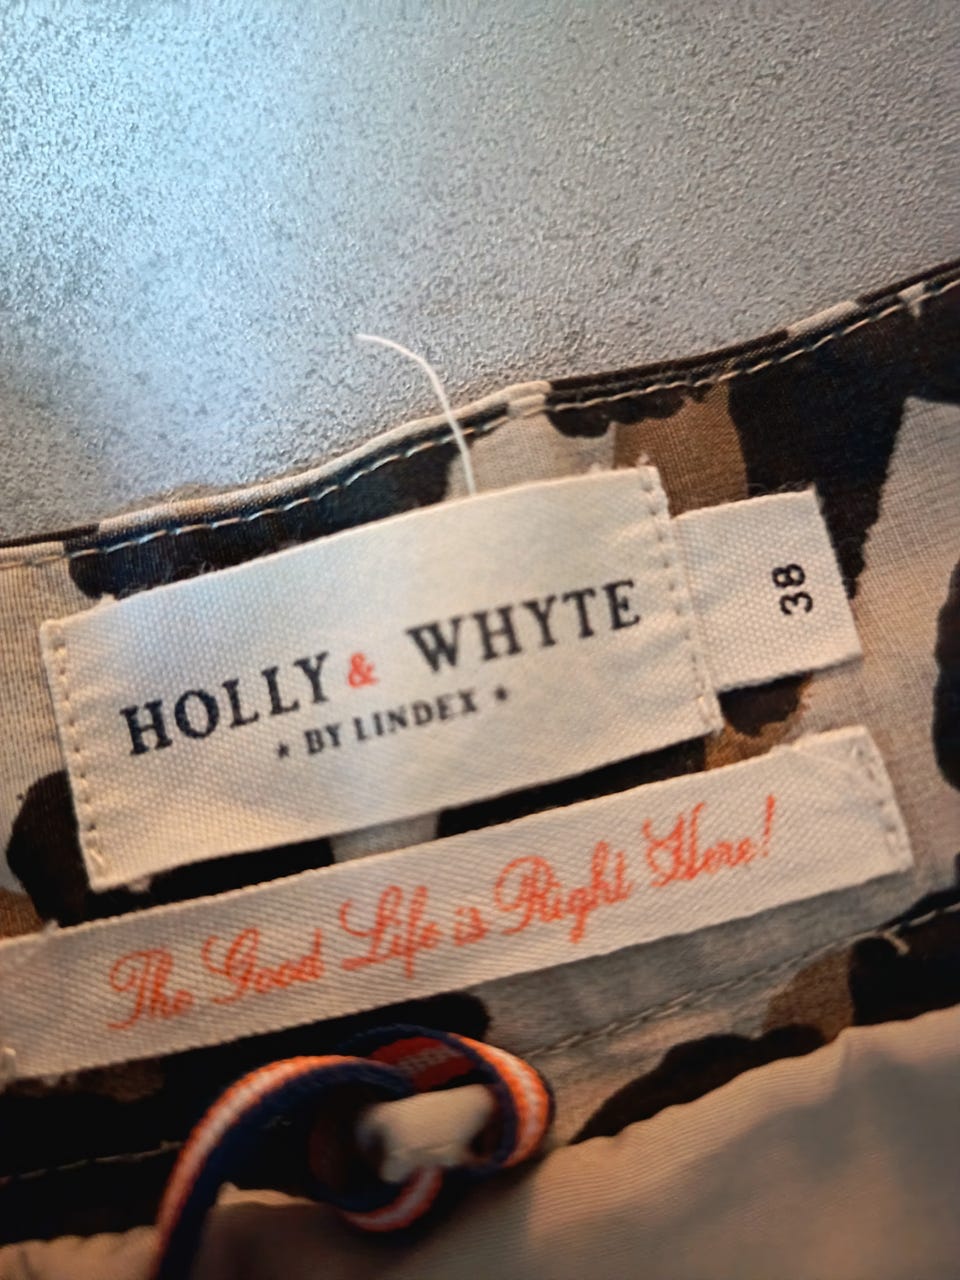 HOLLY & WHYTE
* BY LINDEX *
38
The Good Life is Right Here!